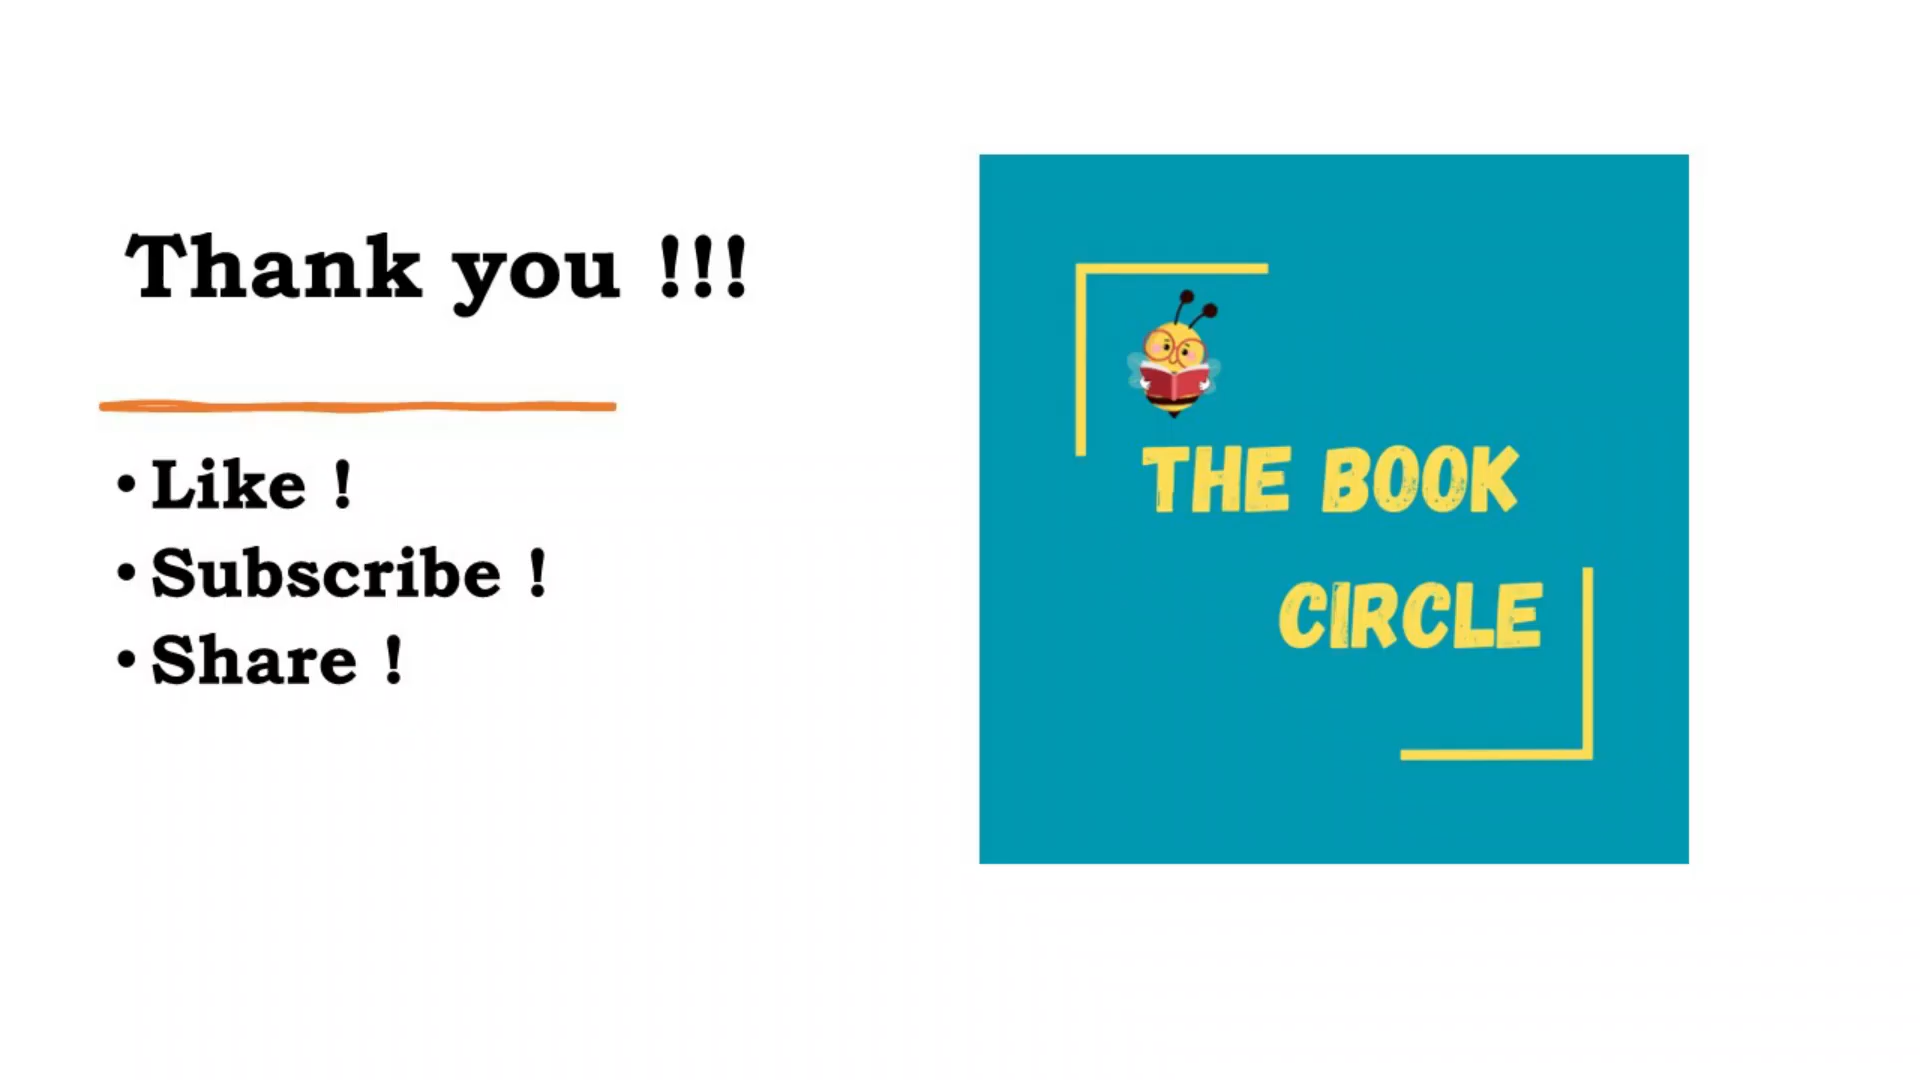 Thank you !!!
• Like !
• Subscribe !
• Share !
THE BOOK
CIRCLE